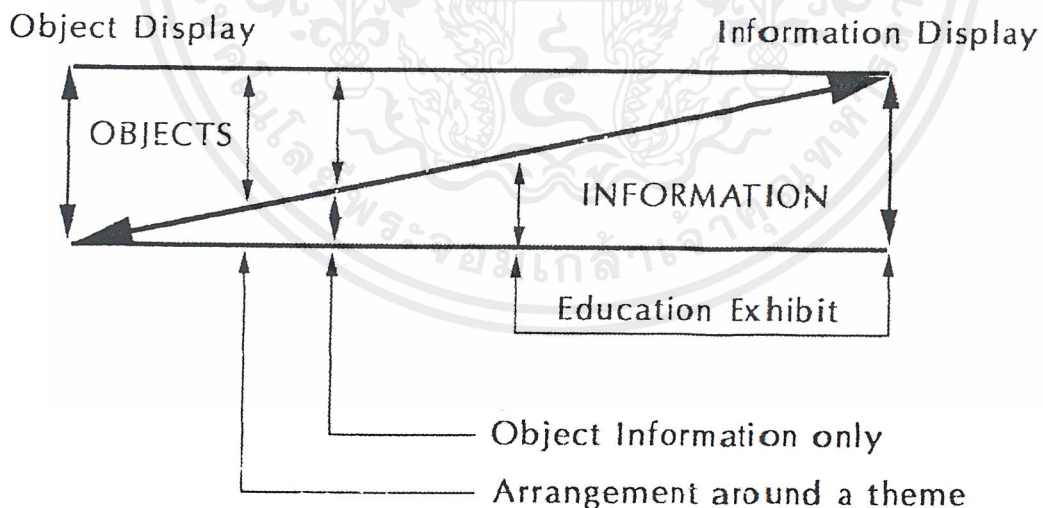 Object Display
Information Display
OBJECTS
INFORMATION
Education Exhibit
Object Information only
Arrangement around a theme